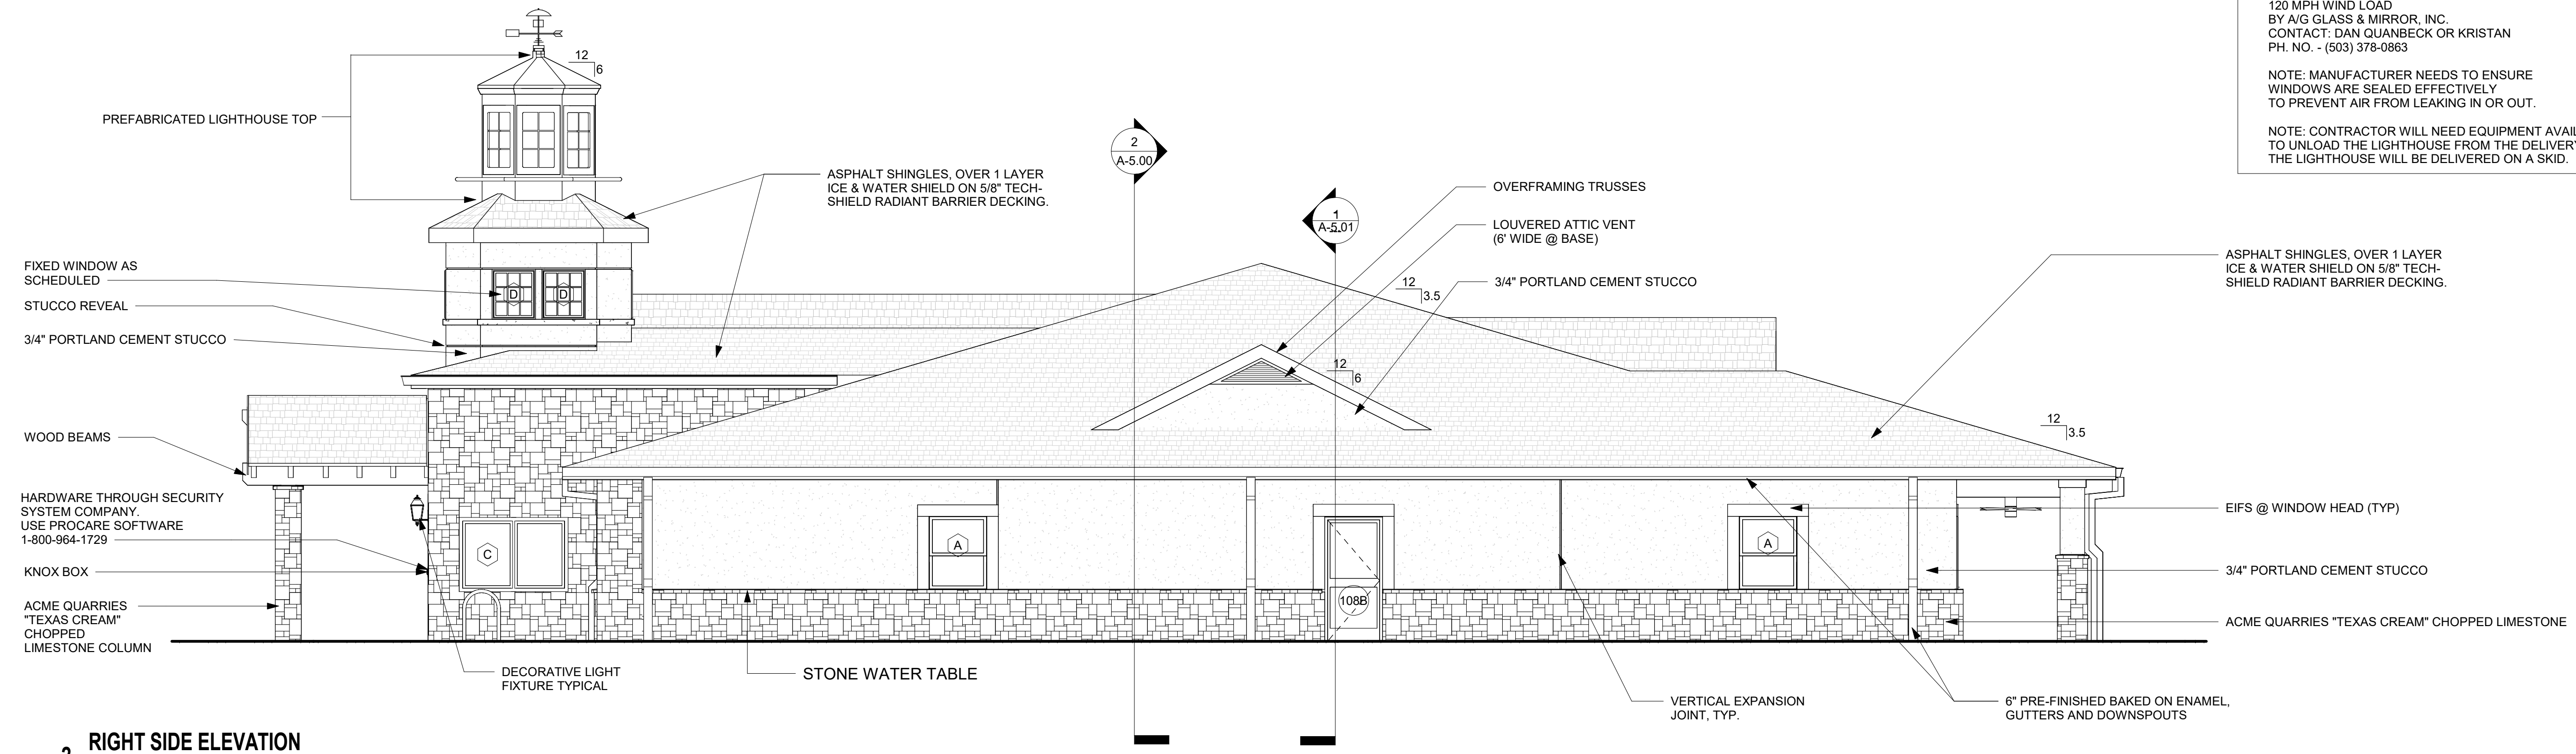 120 MPH WIND LOAD
BY A/G GLASS & MIRROR, INC.
CONTACT: DAN QUANBECK OR KRISTAN
PH. NO. - (503) 378-0863
NOTE: MANUFACTURER NEEDS TO ENSURE
WINDOWS ARE SEALED EFFECTIVELY
TO PREVENT AIR FROM LEAKING IN OR OUT.
NOTE: CONTRACTOR WILL NEED EQUIPMENT
TO UNLOAD THE LIGHTHOUSE FROM THE
THE LIGHTHOUSE WILL BE DELIVERED ON A SKID.
12
6
PREFABRICATED LIGHTHOUSE TOP
2
A-5.00
ASPHALT SHINGLES, OVER 1 LAYER
ICE & WATER SHIELD ON 5/8" TECH-
SHIELD RADIANT BARRIER DECKING.
OVERFRAMING TRUSSES
1
A-5.01
LOUVERED ATTIC VENT
(6' WIDE @ BASE)
FIXED WINDOW AS
SCHEDULED
D
D
STUCCO REVEAL
3/4" PORTLAND CEMENT STUCCO
3/4" PORTLAND CEMENT STUCCO
12
3.5
ASPHALT SHINGLES, OVER 1 LAYER
ICE & WATER SHIELD ON 5/8" TECH-
SHIELD RADIANT BARRIER DECKING.
12
6
12
3.5
WOOD BEAMS
HARDWARE THROUGH SECURITY
SYSTEM COMPANY.
USE PROCARE SOFTWARE
1-800-964-1729
KNOX BOX
ACME QUARRIES
"TEXAS CREAM"
CHOPPED
LIMESTONE COLUMN
C
A
108B
A
EIFS @ WINDOW HEAD (TYP)
3/4" PORTLAND CEMENT STUCCO
ACME QUARRIES "TEXAS CREAM" CHOPPED LIMESTONE
DECORATIVE LIGHT
FIXTURE TYPICAL
STONE WATER TABLE
VERTICAL EXPANSION
JOINT, TYP.
6" PRE-FINISHED BAKED ON ENAMEL,
GUTTERS AND DOWNSPOUTS
2
RIGHT SIDE ELEVATION